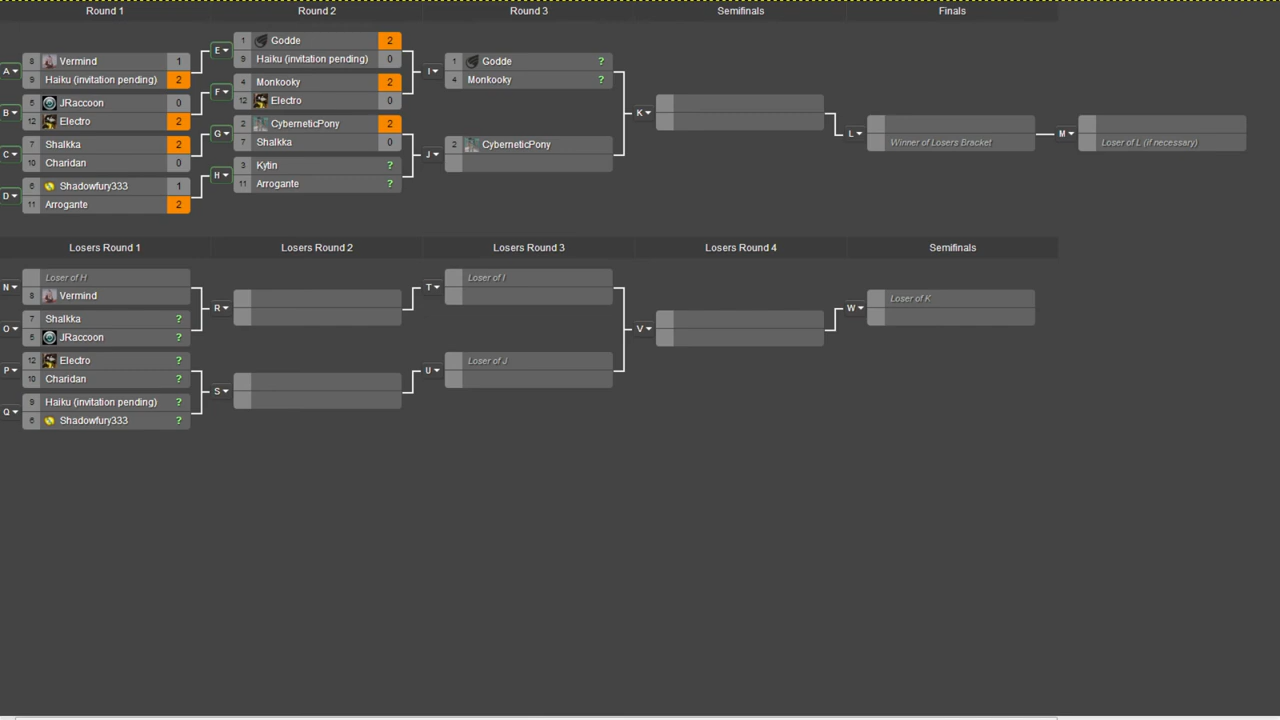 Round 1
Round 2
Round 3
Semifinals
Finals
A
8 Vermind 1
9 Haiku (invitation pending) 2
B
5 JRaccoon 0
12 Electro 2
C
7 Shalkka 2
10 Charidan 0
D
6 Shadowfury333 1
11 Arrogante 2
E
1 Godde 2
9 Haiku (invitation pending) 0
F
4 Monkooky 2
12 Electro 0
G
2 CyberneticPony 2
7 Shalkka 0
H
3 Kytin ?
11 Arrogante ?
I
1 Godde ?
4 Monkooky ?
J
2 CyberneticPony
K
L
Winner of Losers Bracket
M
Loser of L (if necessary)
Losers Round 1
Losers Round 2
Losers Round 3
Losers Round 4
Semifinals
N
Loser of H
8 Vermind
O
7 Shalkka ?
5 JRaccoon ?
P
12 Electro ?
10 Charidan ?
Q
9 Haiku (invitation pending) ?
6 Shadowfury333 ?
R
S
T
Loser of I
U
Loser of J
V
W
Loser of K